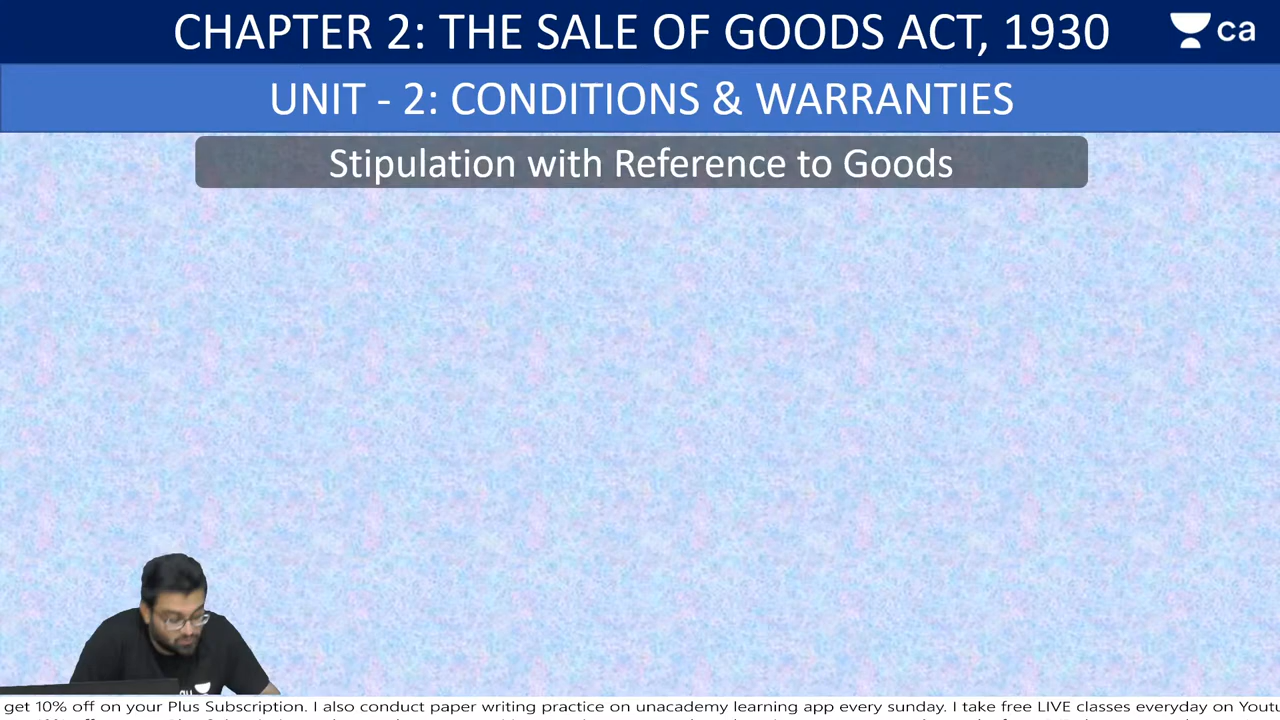 CHAPTER 2: THE SALE OF GOODS ACT, 1930
ca
UNIT - 2: CONDITIONS & WARRANTIES
Stipulation with Reference to Goods
get 10% off on your Plus Subscription. I also conduct paper writing practice on unacademy learning app every sunday. I take free LIVE classes everyday on Youtu